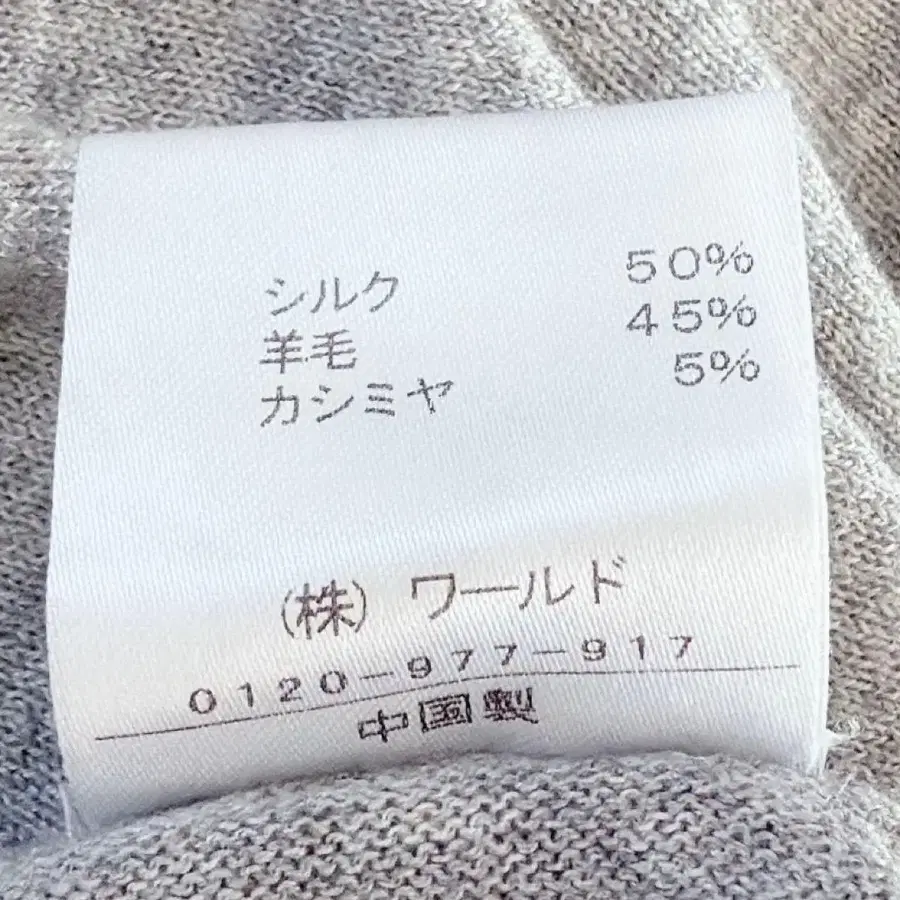 シルク 50%
羊毛 45%
カシミヤ 5%
(株) ワールド
0120-977-917
中国製